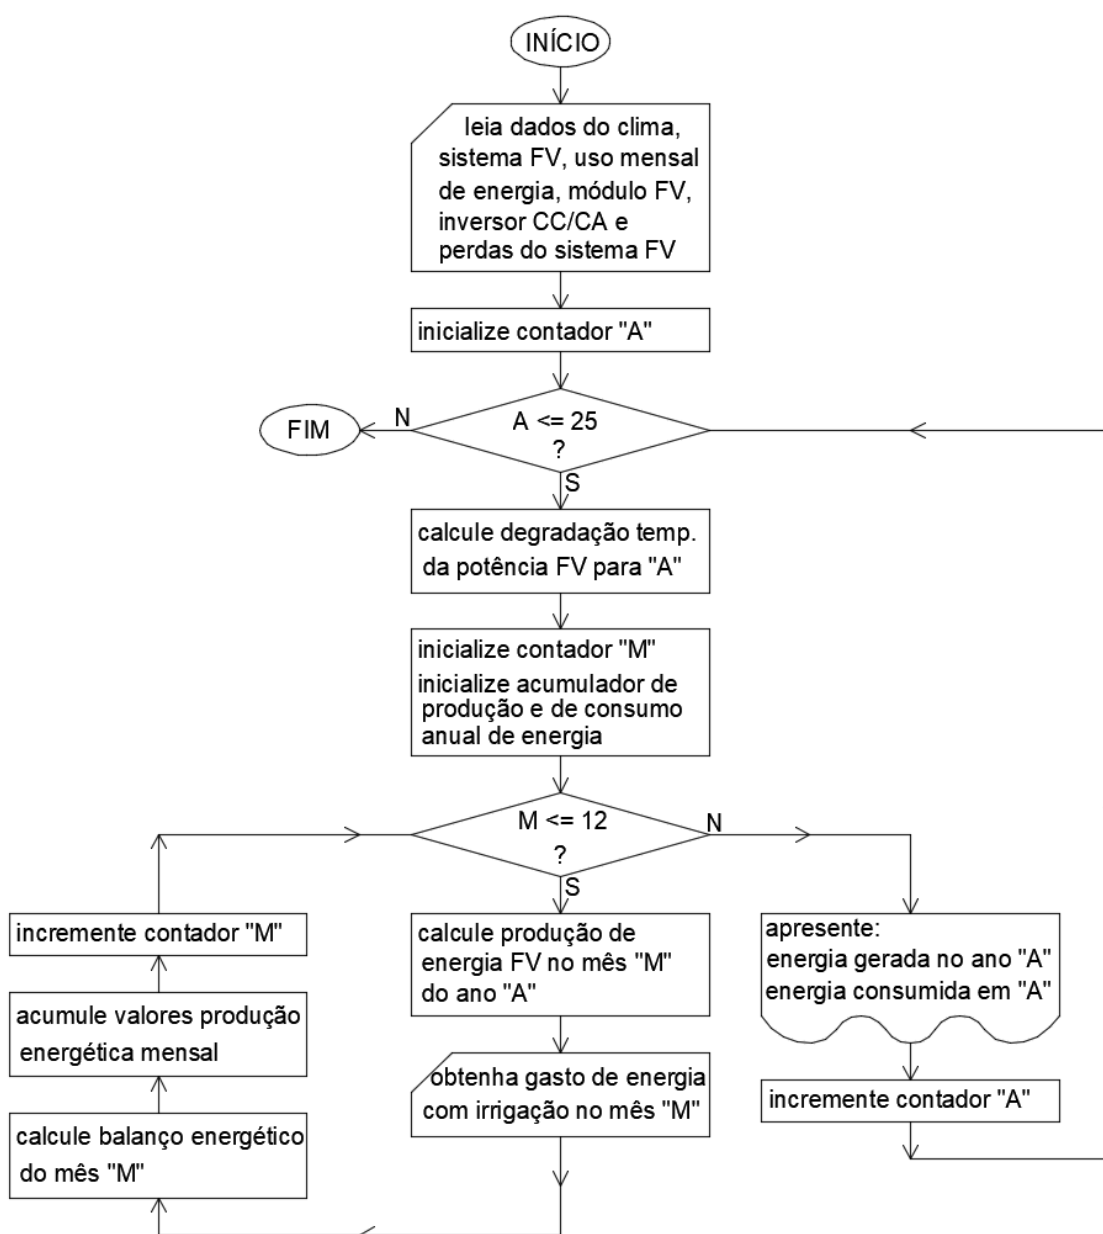 INÍCIO
leia dados do clima,
sistema FV, uso mensal
de energia, módulo FV,
inversor CC/CA e
perdas do sistema FV
inicialize contador "A"
A <= 25
?
N
FIM
S
calcule degradação temp.
da potência FV para "A"
inicialize contador "M"
inicialize acumulador de
produção e de consumo
anual de energia
M <= 12
?
N
S
calcule produção de
energia FV no mês "M"
do ano "A"
obtenha gasto de energia
com irrigação no mês "M"
calcule balanço energético
do mês "M"
acumule valores produção
energética mensal
incremente contador "M"
apresente:
energia gerada no ano "A"
energia consumida em "A"
incremente contador "A"